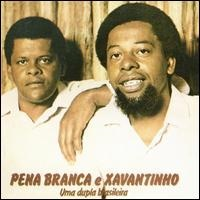 PENA BRANCA e XAVANTINHO
Uma dupla brasileira